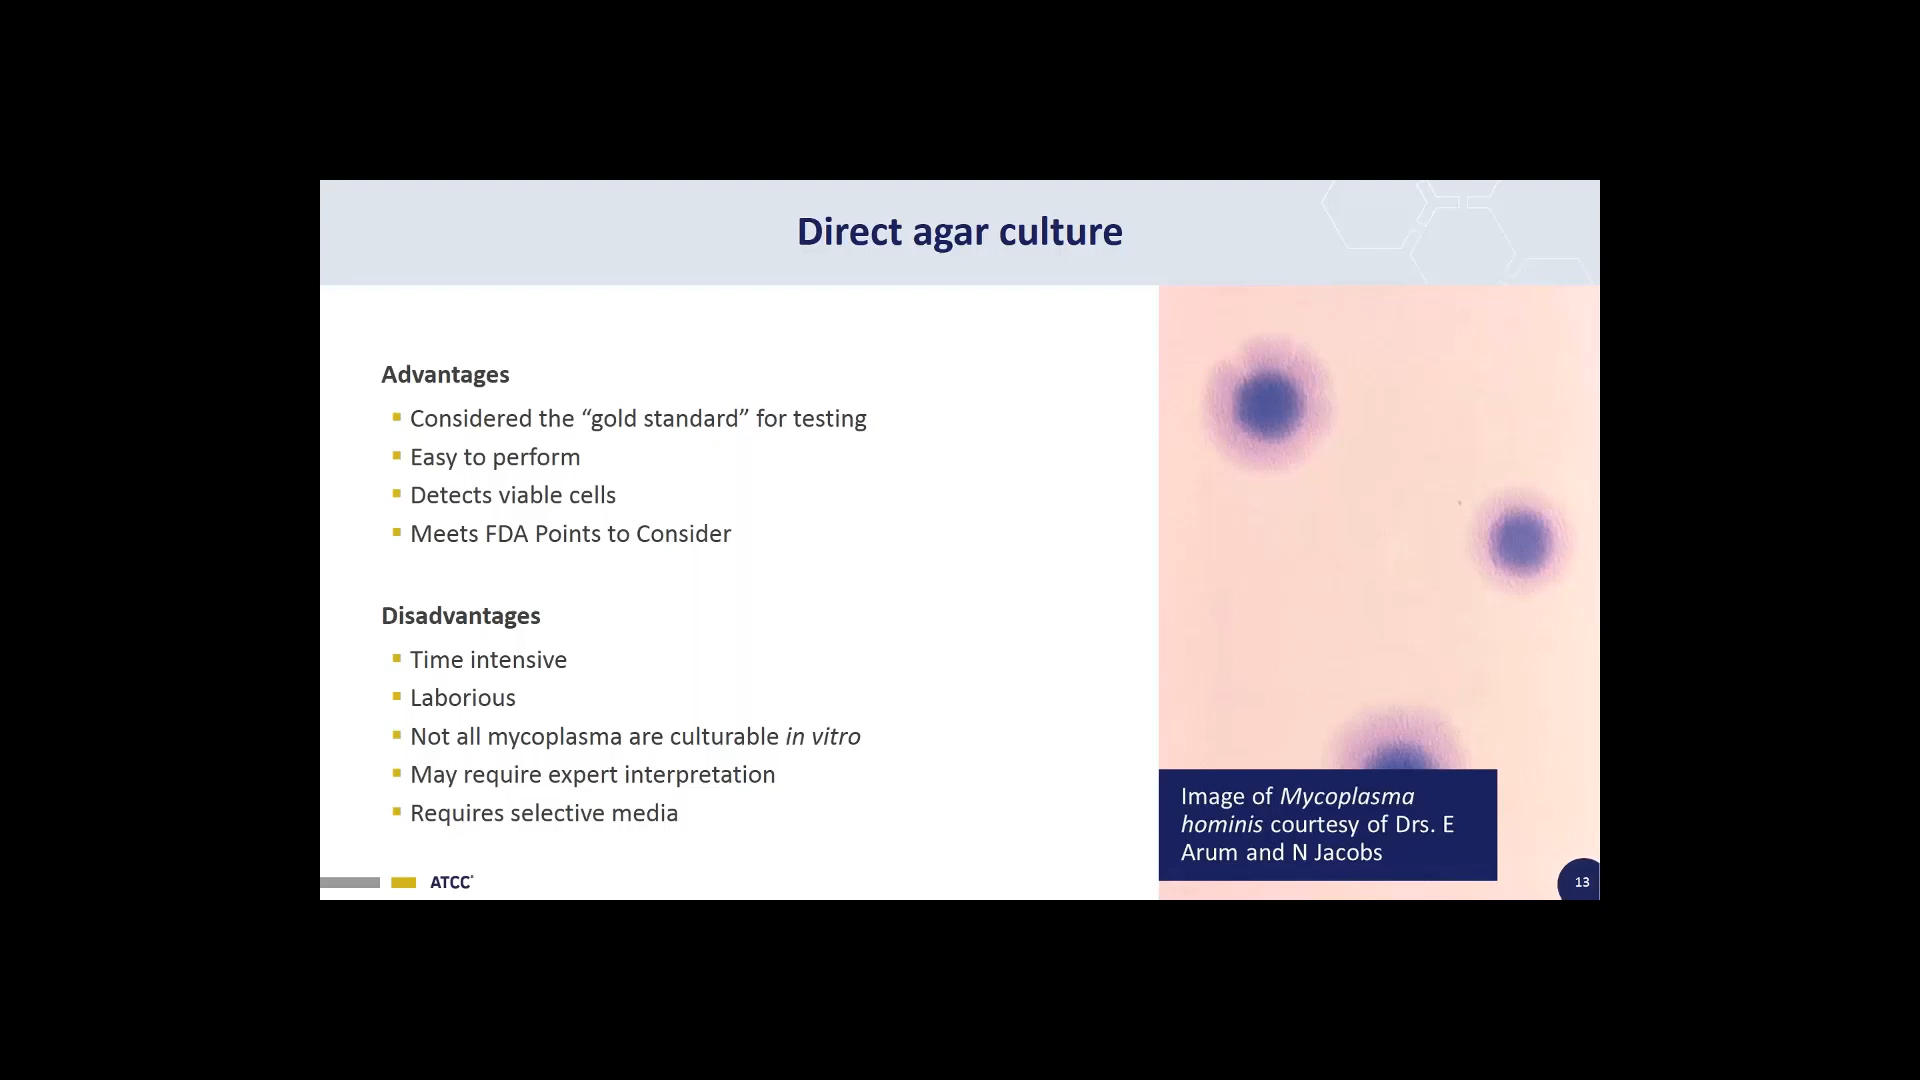 Direct agar culture
Advantages
Considered the “gold standard” for testing
Easy to perform
Detects viable cells
Meets FDA Points to Consider
Disadvantages
Time intensive
Laborious
Not all mycoplasma are culturable in vitro
May require expert interpretation
Requires selective media
Image of Mycoplasma
hominis courtesy of Drs. E
Arum and N Jacobs
ATCC®
13